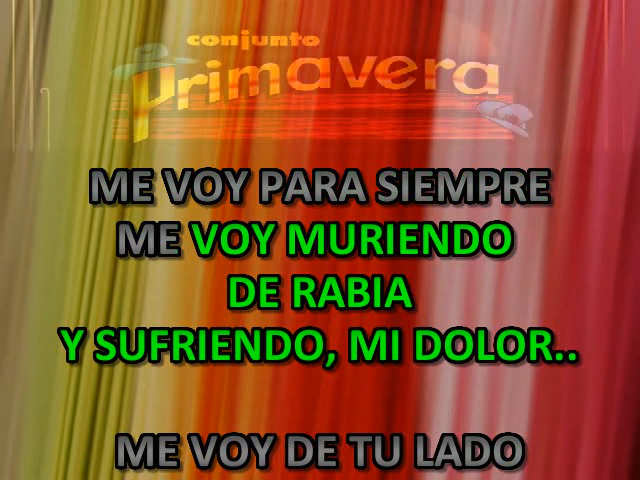 conjunto
primavera
ME VOY PARA SIEMPRE
ME VOY MURIENDO
DE RABIA
Y SUFRIENDO, MI DOLOR..
ME VOY DE TU LADO